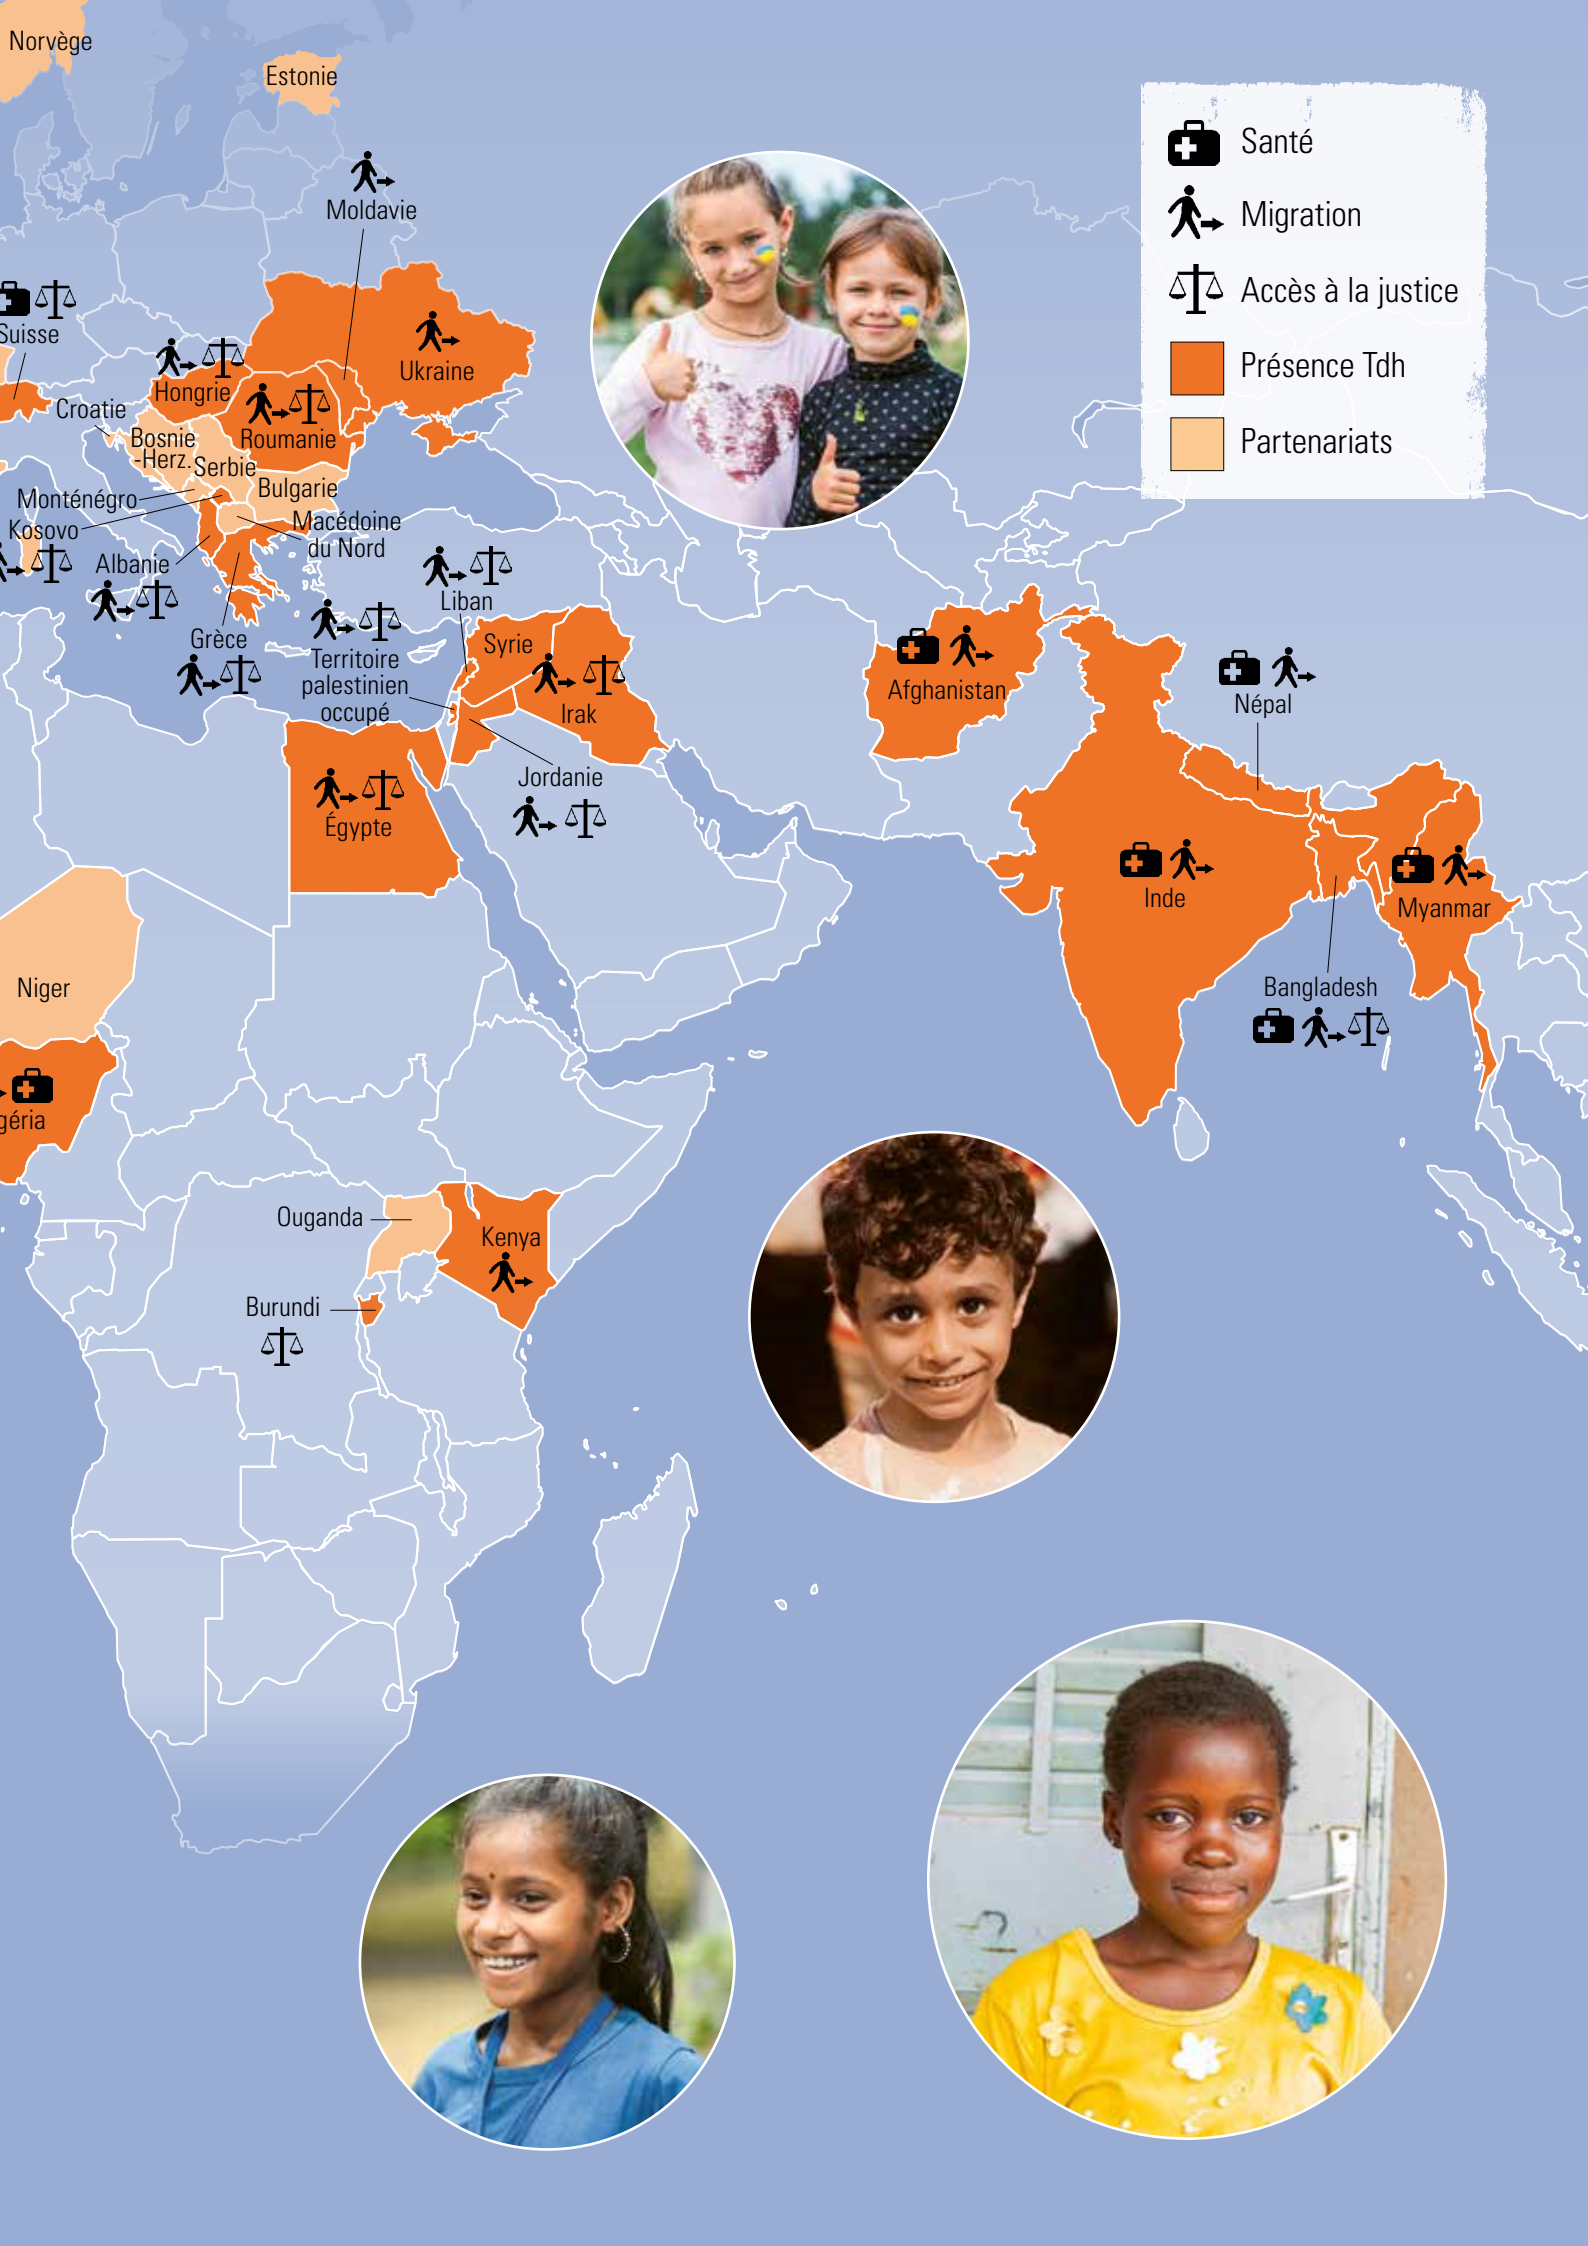 Norvège
Estonie
Santé
Migration
Accès à la justice
Présence Tdh
Partenariats
Moldavie
Suisse
Ukraine
Hongrie
Croatie
Roumanie
Bosnie
-Herz.
Serbie
Bulgarie
Monténégro
Kosovo
Macédoine
du Nord
Albanie
Liban
Grèce
Syrie
Territoire
palestinien
occupé
Irak
Afghanistan
Népal
Jordanie
Égypte
Inde
Myanmar
Bangladesh
Niger
géria
Ouganda
Kenya
Burundi